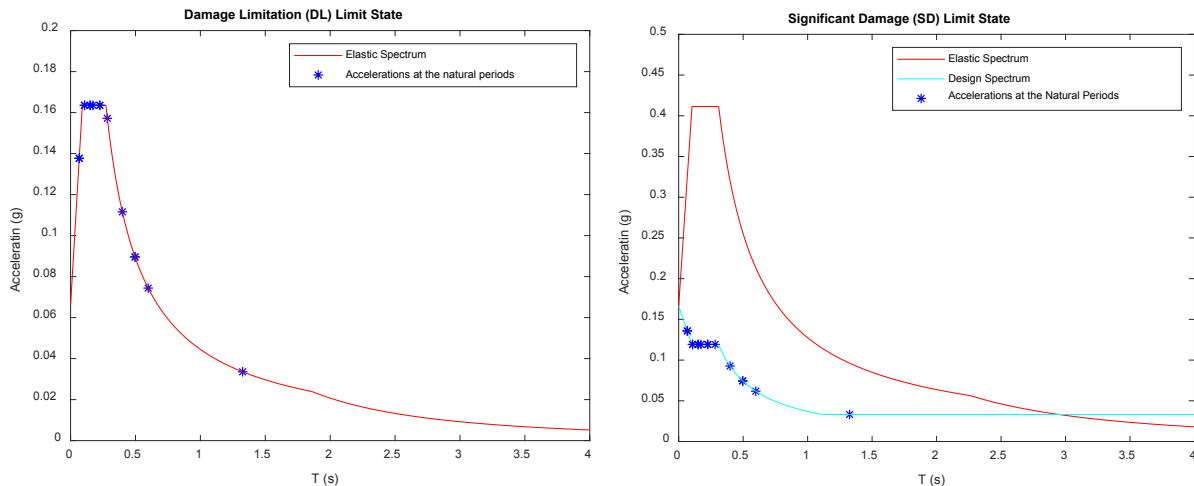 Damage Limitation (DL) Limit State
0.2
0.18
0.16
0.14
0.12
0.1
0.08
0.06
0.04
0.02
0
Acceleratin (g)
Elastic Spectrum
Accelerations at the natural periods
0 0.5 1 1.5 2 2.5 3 3.5 4
T (s)
Significant Damage (SD) Limit State
0.5
0.45
0.4
0.35
0.3
0.25
0.2
0.15
0.1
0.05
0
Acceleratin (g)
Elastic Spectrum
Design Spectrum
Accelerations at the Natural Periods
0 0.5 1 1.5 2 2.5 3 3.5 4
T (s)